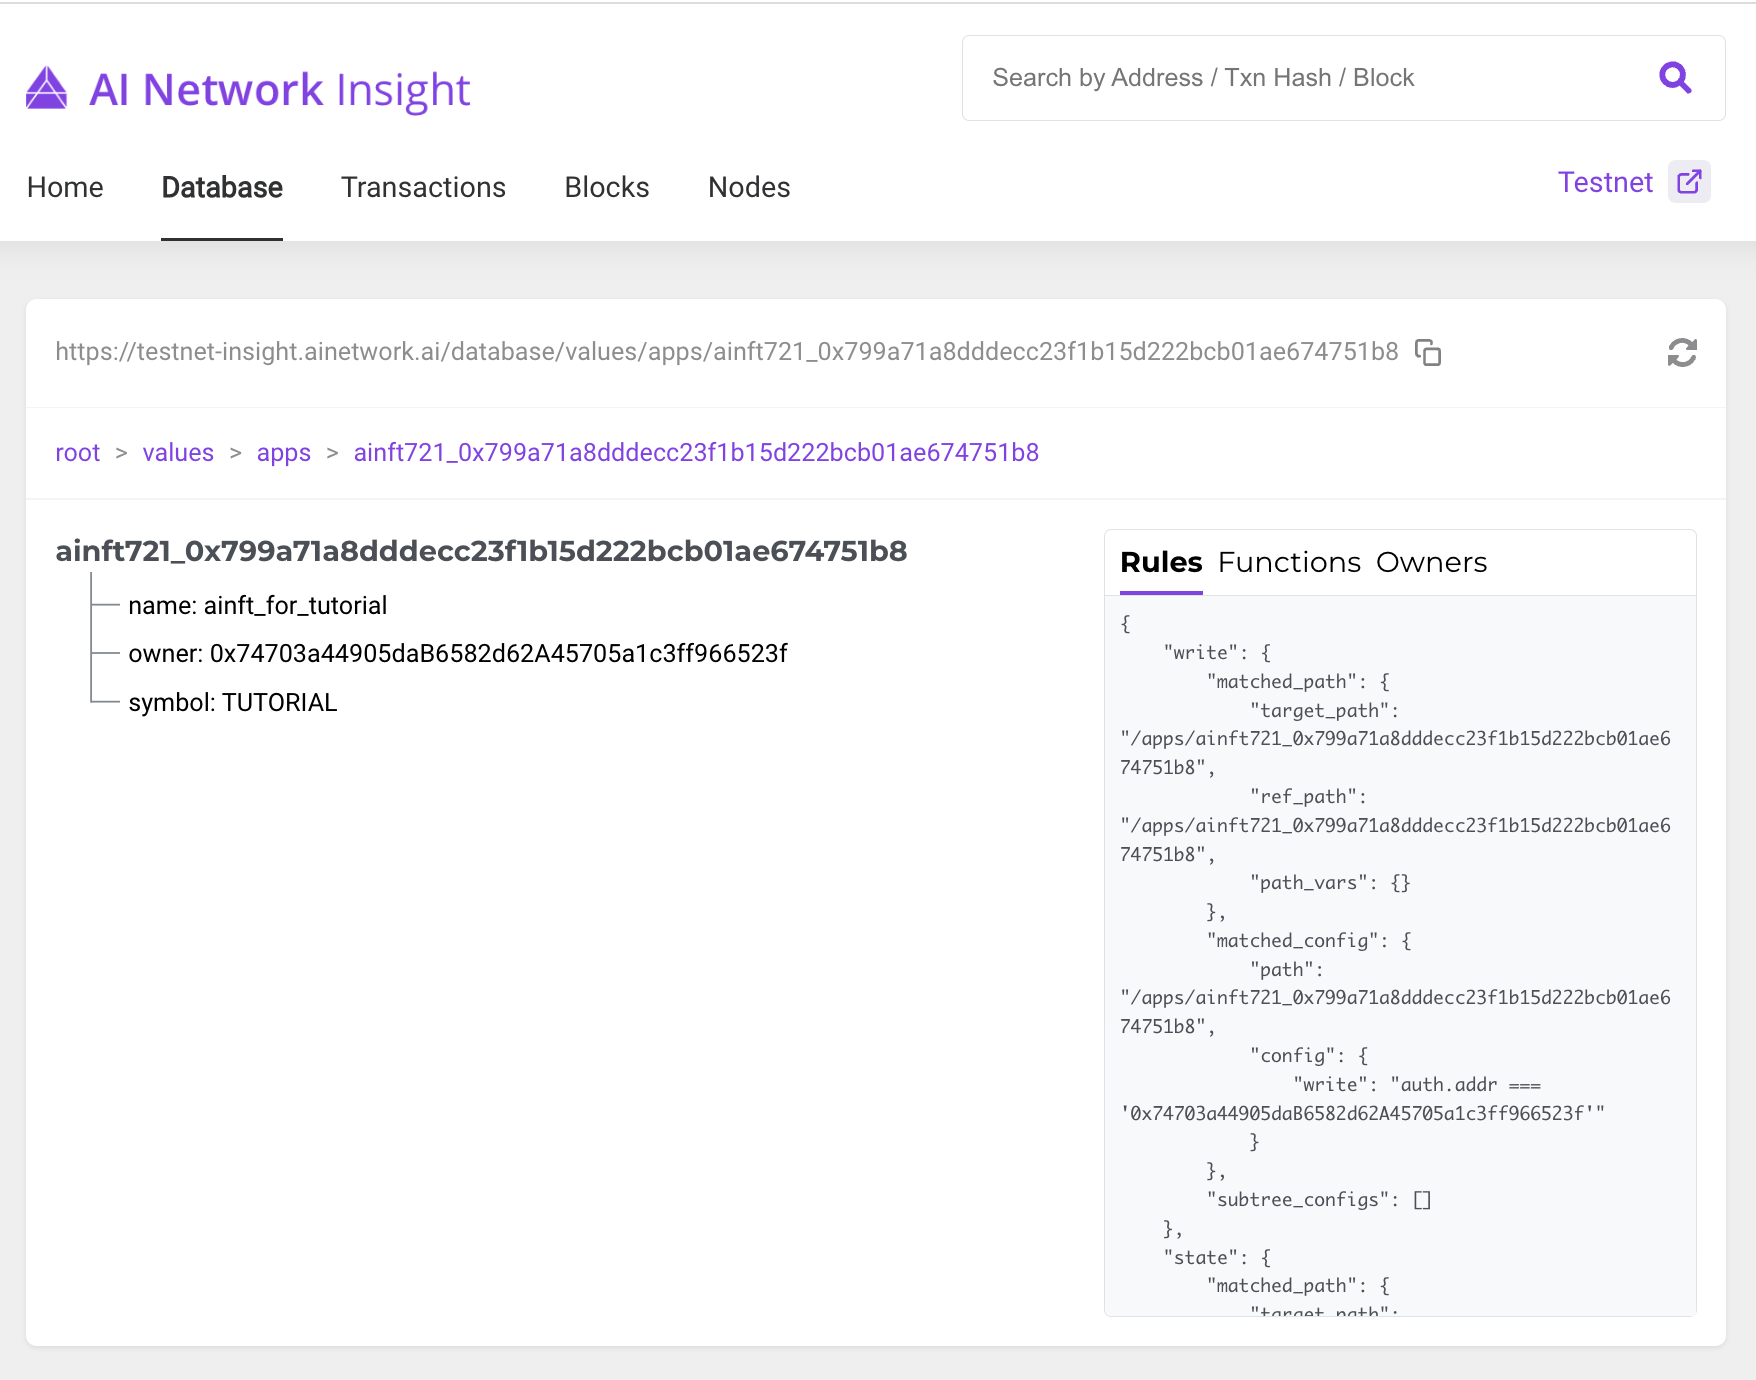 AI Network Insight
Search by Address / Txn Hash / Block
Home Database Transactions Blocks Nodes
Testnet
https://testnet-insight.ainetwork.ai/database/values/apps/ainft721_0x799a71a8dddecc23f1b15d222bcb01ae674751b8
root > values > apps > ainft721_0x799a71a8dddecc23f1b15d222bcb01ae674751b8
ainft721_0x799a71a8dddecc23f1b15d222bcb01ae674751b8
name: ainft_for_tutorial
owner: 0x74703a44905daB6582d62A45705a1c3ff966523f
symbol: TUTORIAL
Rules Functions Owners
{
"write": {
"matched_path": {
"target_path":
"/apps/ainft721_0x799a71a8dddecc23f1b15d222bcb01ae6
74751b8",
"ref_path":
"/apps/ainft721_0x799a71a8dddecc23f1b15d222bcb01ae6
74751b8",
"path_vars": {}
},
"matched_config": {
"path":
"/apps/ainft721_0x799a71a8dddecc23f1b15d222bcb01ae6
74751b8",
"config": {
"write": "auth.addr ===
'0x74703a44905daB6582d62A45705a1c3ff966523f'"
}
},
"subtree_configs": []
},
"state": {
"matched_path": {
"target_path":